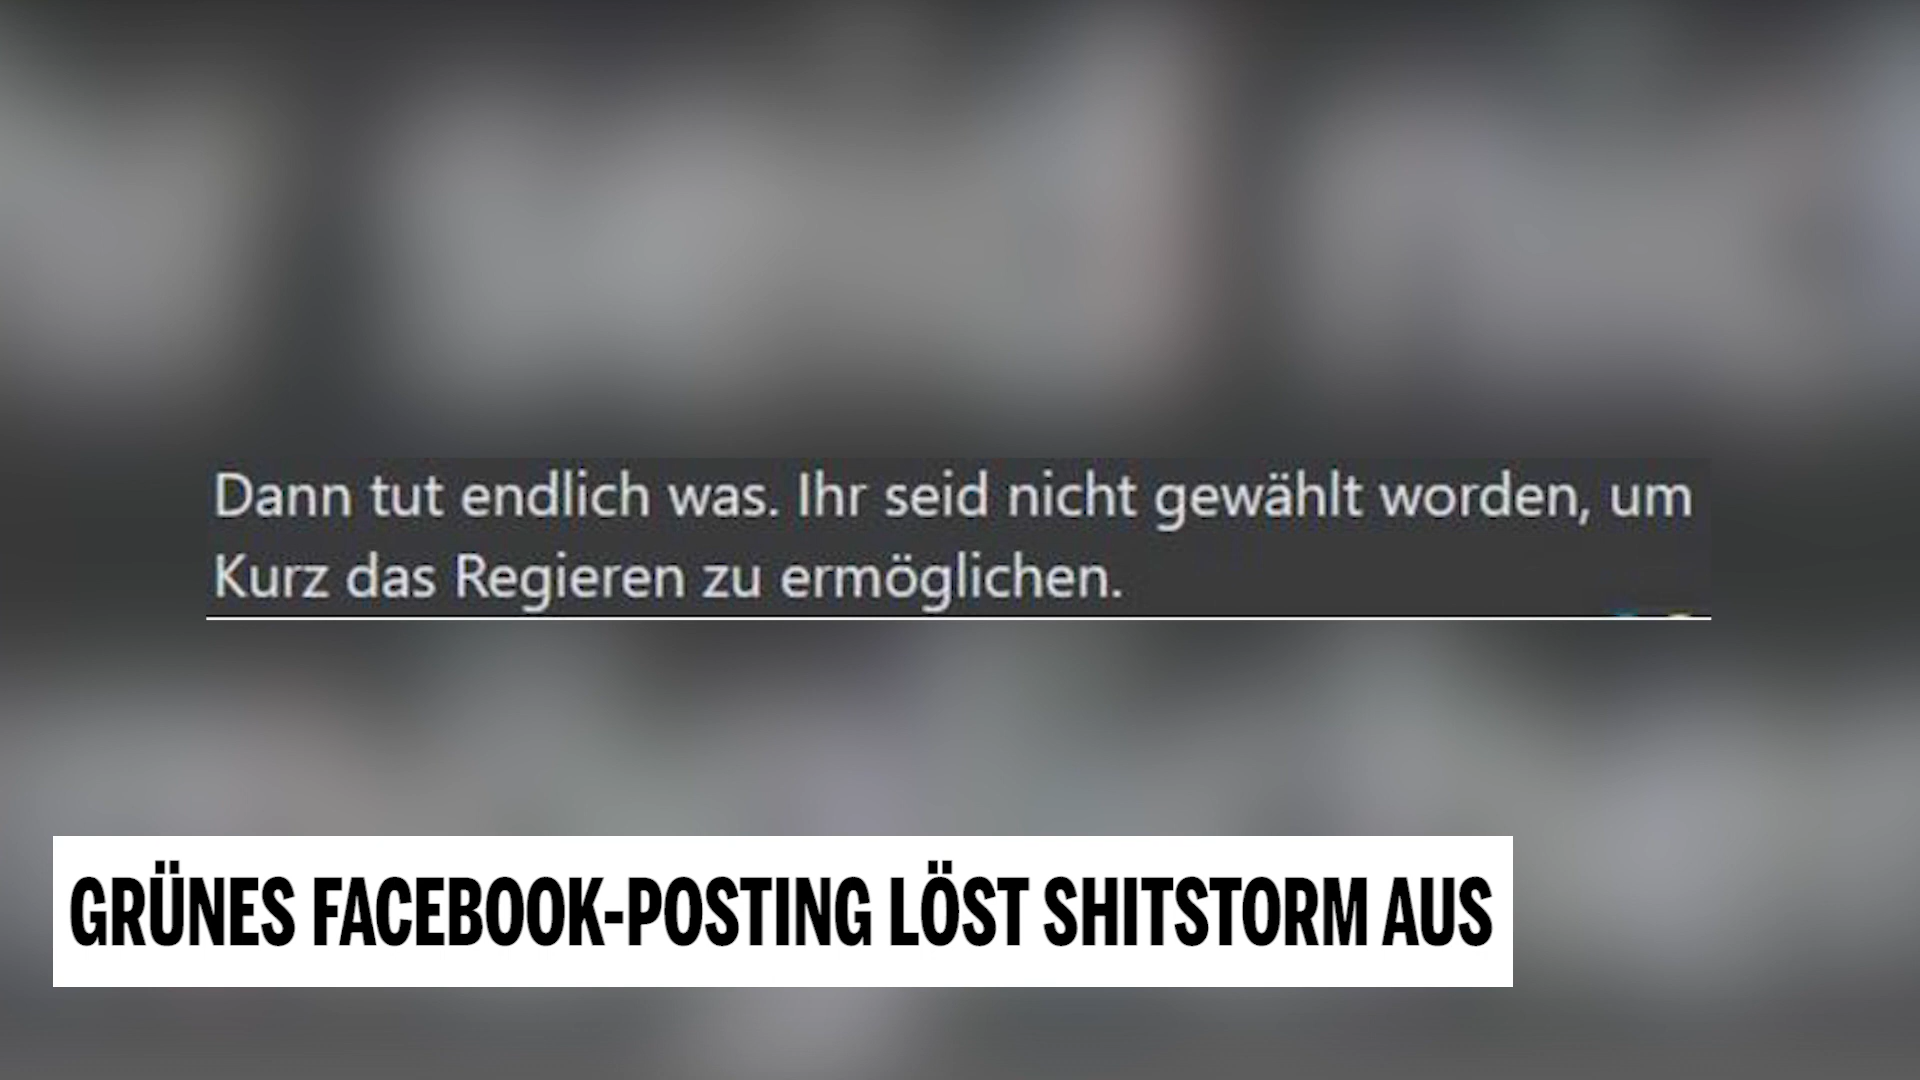 Dann tut endlich was. Ihr seid nicht gewählt worden, um
Kurz das Regieren zu ermöglichen.
GRÜNES FACEBOOK-POSTING LÖST SHITSTORM AUS